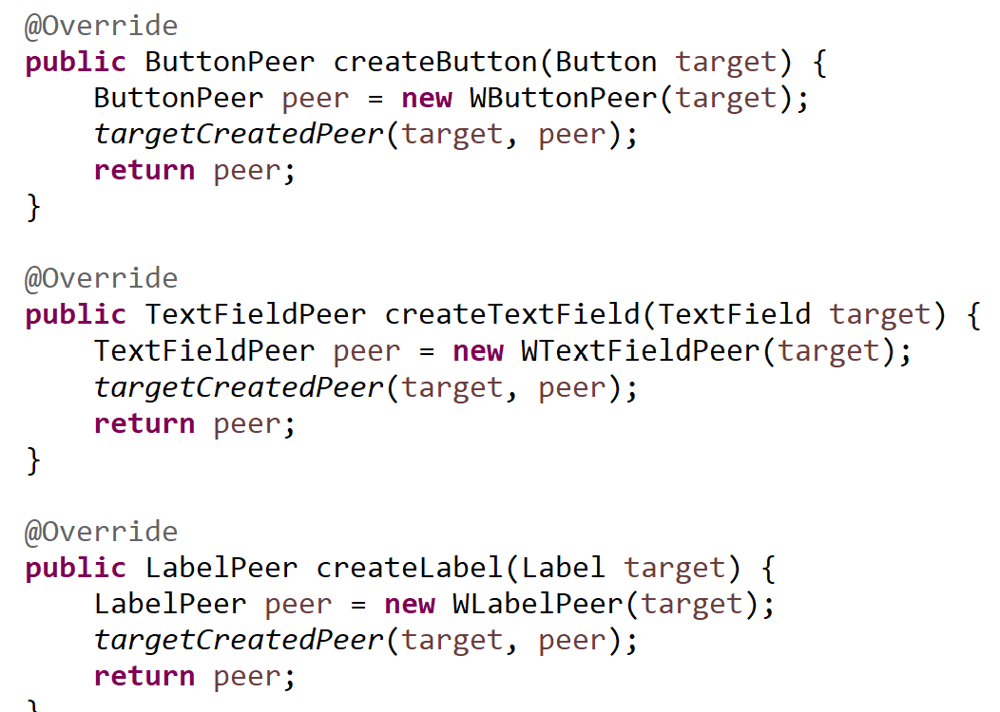 @Override
public ButtonPeer createButton(Button target) {
    ButtonPeer peer = new WButtonPeer(target);
    targetCreatedPeer(target, peer);
    return peer;
}

@Override
public TextFieldPeer createTextField(TextField target) {
    TextFieldPeer peer = new WTextFieldPeer(target);
    targetCreatedPeer(target, peer);
    return peer;
}

@Override
public LabelPeer createLabel(Label target) {
    LabelPeer peer = new WLabelPeer(target);
    targetCreatedPeer(target, peer);
    return peer;
}